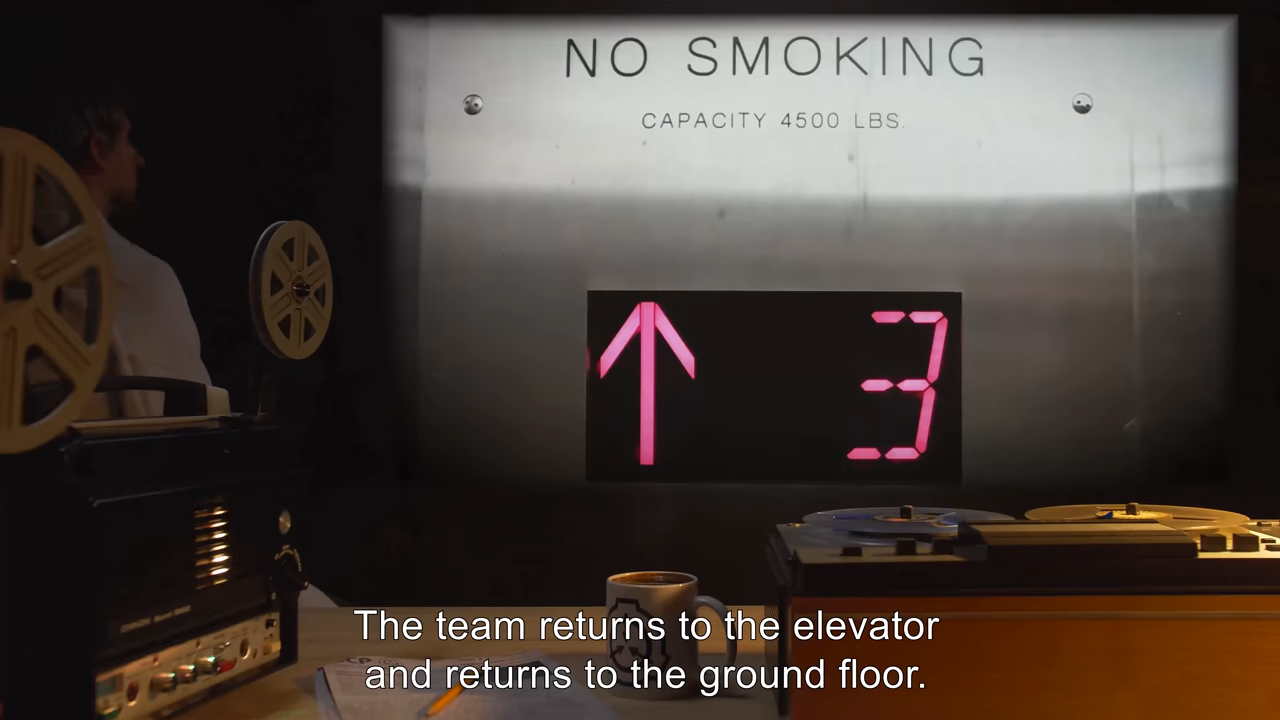 NO SMOKING
CAPACITY 4500 LBS.
3
The team returns to the elevator
and returns to the ground floor.